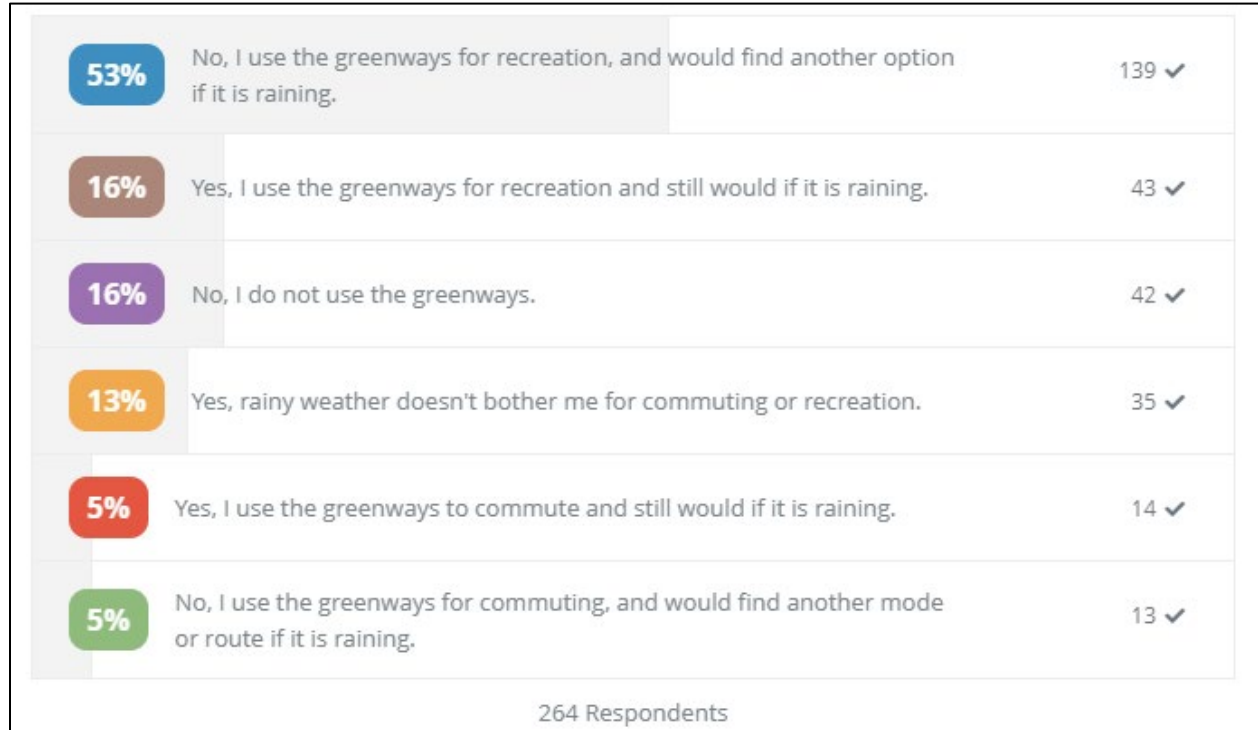 53%
No, I use the greenways for recreation, and would find another option
if it is raining.
139
16%
Yes, I use the greenways for recreation and still would if it is raining.
43
16%
No, I do not use the greenways.
42
13%
Yes, rainy weather doesn't bother me for commuting or recreation.
35
5%
Yes, I use the greenways to commute and still would if it is raining.
14
5%
No, I use the greenways for commuting, and would find another mode
or route if it is raining.
13
264 Respondents